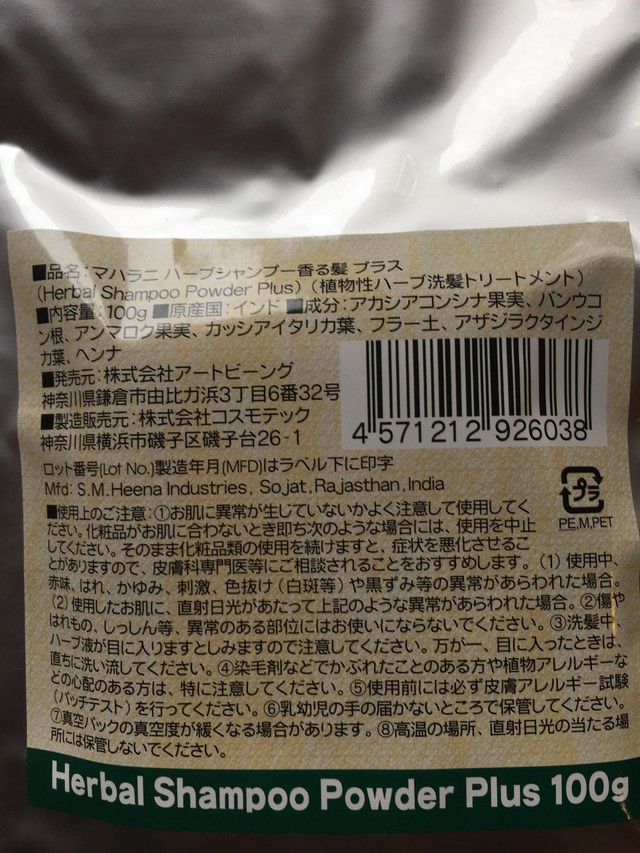 ■品名:マハラニ ハーブシャンプー香る髪 プラス
(Herbal Shampoo Powder Plus)(植物性ハーブ洗髪トリートメント)
■内容量:100g ■原産国:インド ■成分:アカシアコンシナ果実、バンウコ
ン根、アンマロク果実、カッシアイタリカ葉、フラー土、アザジラクタインジ
カ葉、ヘンナ
■発売元:株式会社アートビーング
神奈川県鎌倉市由比ガ浜3丁目6番32号
■製造販売元:株式会社コスモテック
神奈川県横浜市磯子区磯子台26-1
4 571212 926038
ロット番号(Lot No.)製造年月(MFD)はラベル下に印字
Mfd: S.M.Heena Industries, Sojat,Rajasthan,India
プラ
PE,M,PET
■使用上のご注意:①お肌に異常が生じていないかよく注意して使用してく
ださい。化粧品がお肌に合わないとき即ち次のような場合には、使用を中止
してください。そのまま化粧品類の使用を続けますと、症状を悪化させるこ
とがありますので、皮膚科専門医等にご相談されることをおすすめします。(1)使用中、
赤味、はれ、かゆみ、刺激、色抜け(白斑等)や黒ずみ等の異常があらわれた場合。
(2)使用したお肌に、直射日光があたって上記のような異常があらわれた場合。②傷や
はれもの、しっしん等、異常のある部位にはお使いにならないでください。③洗髪中、
ハーブ液が目に入りますとしみますので注意してください。万が一、目に入ったときは、
直ちに洗い流してください。④染毛剤などでかぶれたことのある方や植物アレルギーな
どの心配のある方は、特に注意してください。⑤使用前には必ず皮膚アレルギー試験
(パッチテスト)を行ってください。⑥乳幼児の手の届かないところで保管してください。
⑦真空パックの真空度が緩くなる場合があります。⑧高温の場所、直射日光の当たる場
所には保管しないでください。
Herbal Shampoo Powder Plus 100g